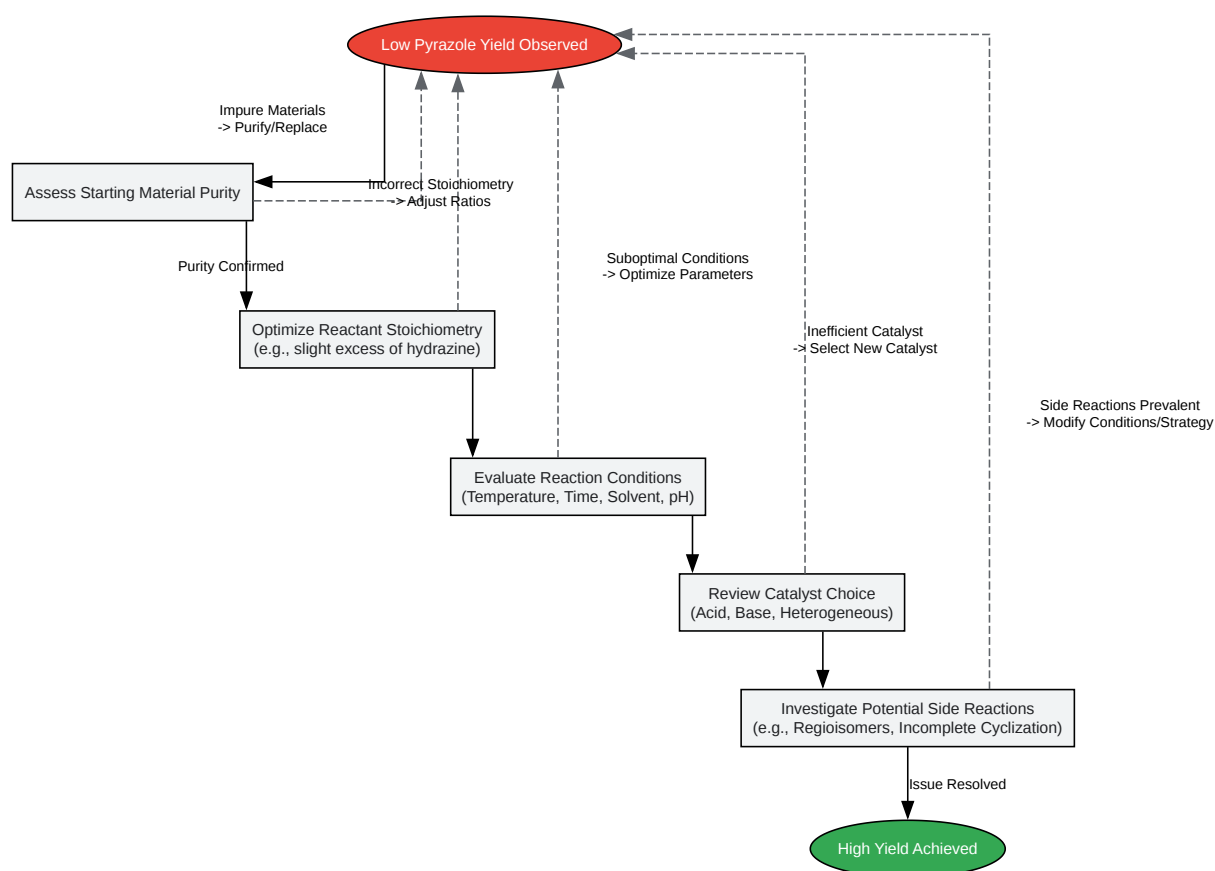 Low Pyrazole Yield Observed
Impure Materials
-> Purify/Replace
Assess Starting Material Purity
Incorrect Stoichiometry
-> Adjust Ratios
Purity Confirmed
Suboptimal Conditions
-> Optimize Parameters
Optimize Reactant Stoichiometry
(e.g., slight excess of hydrazine)
Inefficient Catalyst
-> Select New Catalyst
Side Reactions Prevalent
-> Modify Conditions/Strategy
Evaluate Reaction Conditions
(Temperature, Time, Solvent, pH)
Review Catalyst Choice
(Acid, Base, Heterogeneous)
Investigate Potential Side Reactions
(e.g., Regioisomers, Incomplete Cyclization)
Issue Resolved
High Yield Achieved